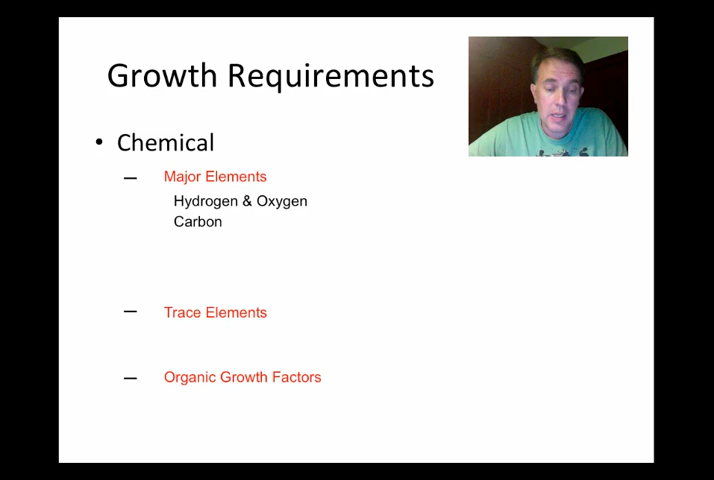 Growth Requirements
• Chemical
– Major Elements
Hydrogen & Oxygen
Carbon
– Trace Elements
– Organic Growth Factors